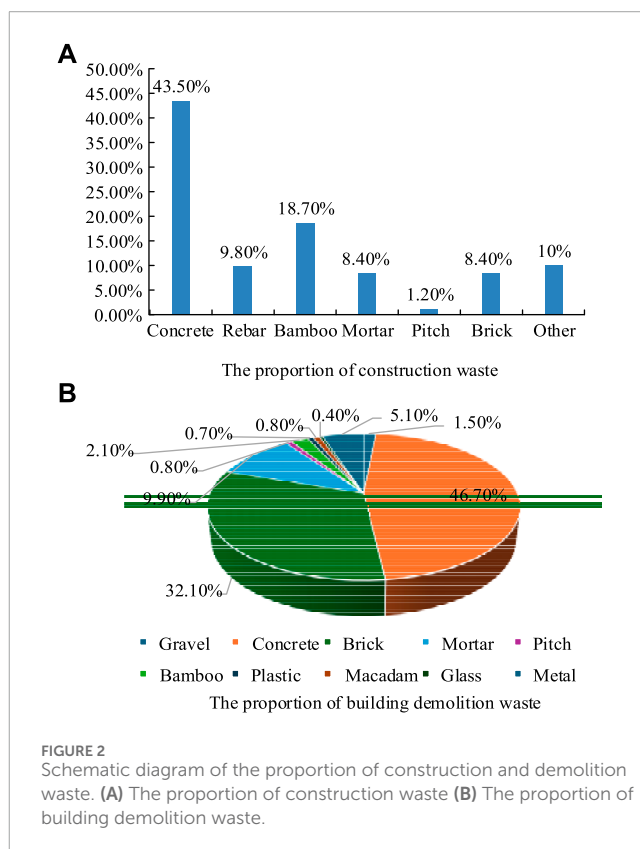 A
50.00%
45.00%
40.00%
35.00%
30.00%
25.00%
20.00%
15.00%
10.00%
5.00%
0.00%
43.50%
9.80%
18.70%
8.40%
1.20%
8.40%
10%
Concrete Rebar Bamboo Mortar Pitch Brick Other
The proportion of construction waste
B
0.40% 5.10%
0.70% 0.80% 1.50%
2.10%
0.80%
9.90% 46.70%
32.10%
Gravel Concrete Brick Mortar Pitch
Bamboo Plastic Macadam Glass Metal
The proportion of building demolition waste
FIGURE 2
Schematic diagram of the proportion of construction and demolition
waste. (A) The proportion of construction waste (B) The proportion of
building demolition waste.